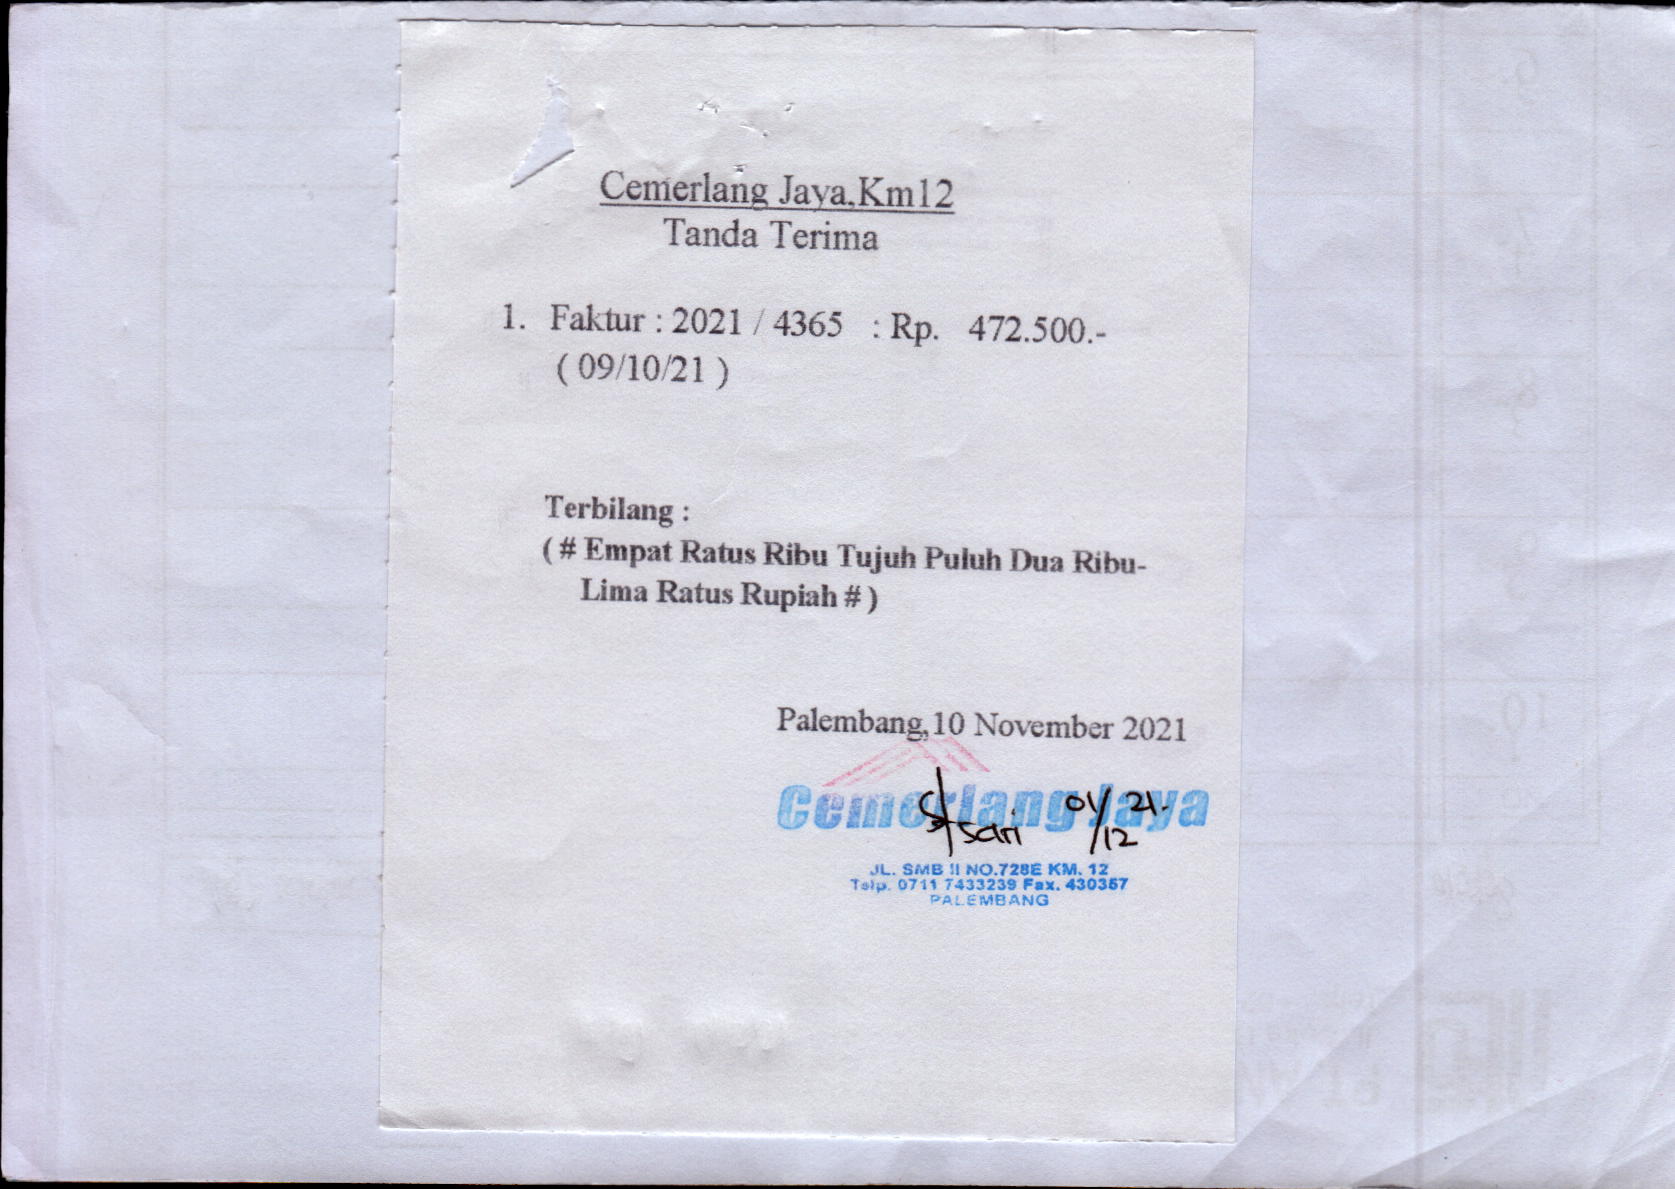 Cemerlang Jaya,Km12
Tanda Terima
1. Faktur : 2021 / 4365 : Rp. 472.500.-
( 09/10/21 )
Terbilang :
( # Empat Ratus Ribu Tujuh Puluh Dua Ribu-
Lima Ratus Rupiah # )
Palembang,10 November 2021
Cemerlang Jaya
01/12 21.
Sari
JL. SMB II NO.728E KM. 12
Telp. 0711 7433239 Fax. 430357
PALEMBANG